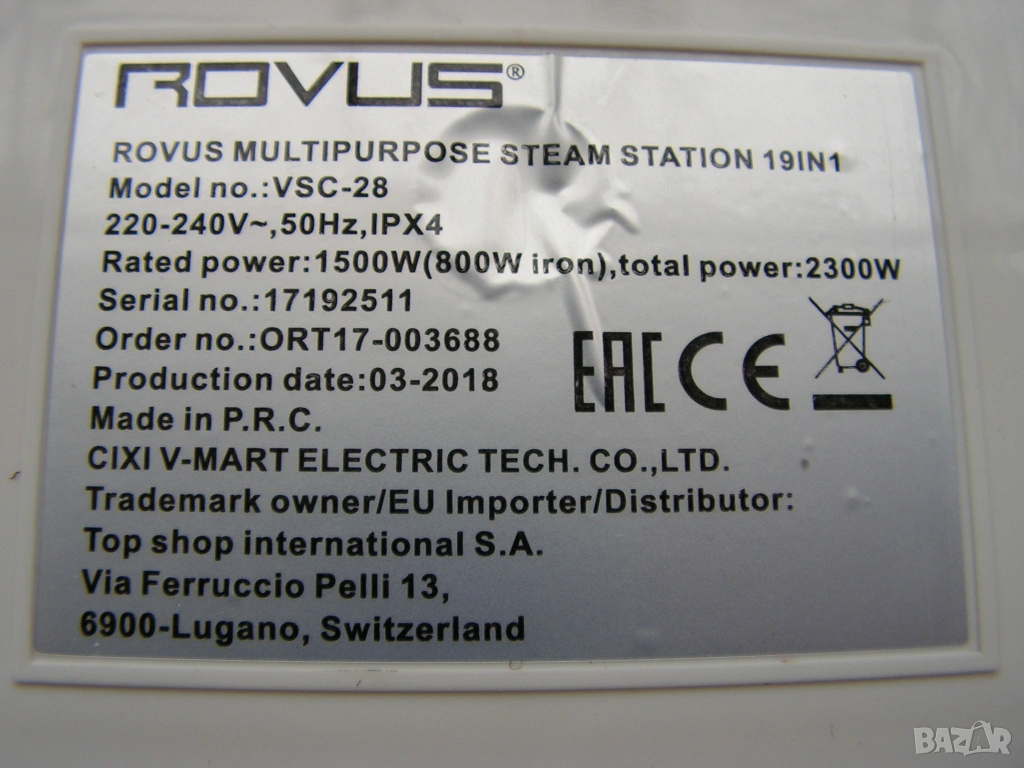 ROVUS®
ROVUS MULTIPURPOSE STEAM STATION 19IN1
Model no.:VSC-28
220-240V~,50Hz,IPX4
Rated power:1500W(800W iron),total power:2300W
Serial no.:17192511
Order no.:ORT17-003688
Production date:03-2018
EAC CE
Made in P.R.C.
CIXI V-MART ELECTRIC TECH. CO.,LTD.
Trademark owner/EU Importer/Distributor:
Top shop international S.A.
Via Ferruccio Pelli 13,
6900-Lugano, Switzerland
BAZAR